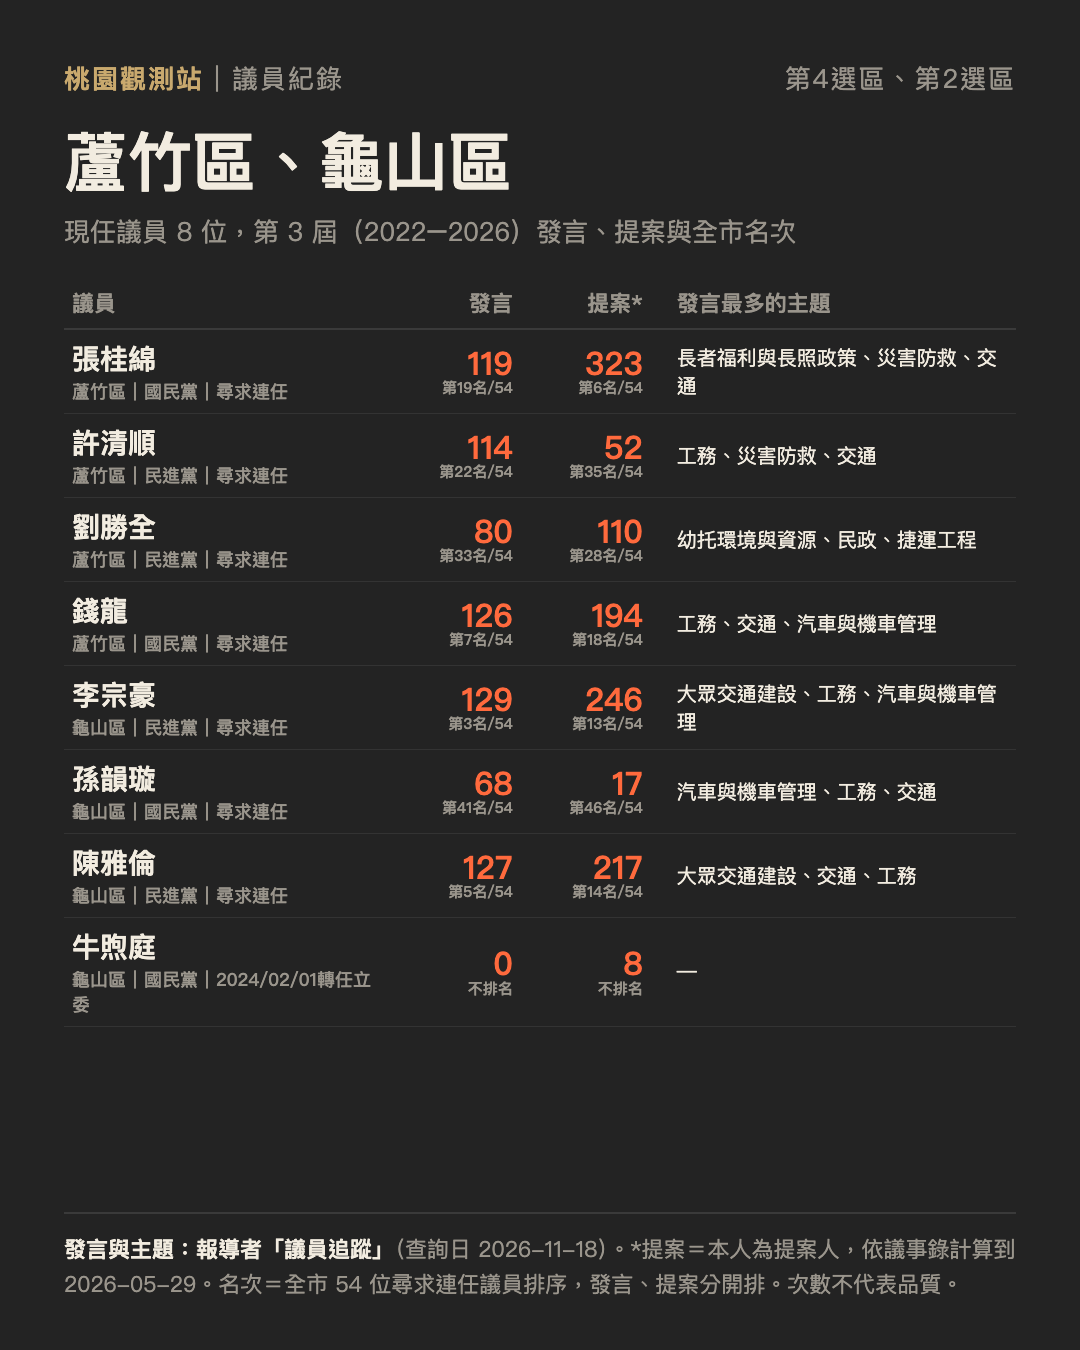 桃園觀測站｜議員紀錄
第4選區、第2選區
蘆竹區、龜山區
現任議員 8 位，第 3 屆（2022—2026）發言、提案與全市名次
議員 發言 提案* 發言最多的主題
張桂綿 119 323 長者福利與長照政策、災害防救、交通
蘆竹區｜國民黨｜尋求連任 第19名/54 第6名/54
許清順 114 52 工務、災害防救、交通
蘆竹區｜民進黨｜尋求連任 第22名/54 第35名/54
劉勝全 80 110 幼托環境與資源、民政、捷運工程
蘆竹區｜民進黨｜尋求連任 第33名/54 第28名/54
錢龍 126 194 工務、交通、汽車與機車管理
蘆竹區｜國民黨｜尋求連任 第7名/54 第18名/54
李宗豪 129 246 大眾交通建設、工務、汽車與機車管理
龜山區｜民進黨｜尋求連任 第3名/54 第13名/54
孫韻璇 68 17 汽車與機車管理、工務、交通
龜山區｜國民黨｜尋求連任 第41名/54 第46名/54
陳雅倫 127 217 大眾交通建設、交通、工務
龜山區｜民進黨｜尋求連任 第5名/54 第14名/54
牛煦庭 0 8 —
龜山區｜國民黨｜2024/02/01轉任立委 不排名 不排名
發言與主題：報導者「議員追蹤」（查詢日 2026–11–18）。*提案＝本人為提案人，依議事錄計算到
2026–05–29。名次＝全市 54 位尋求連任議員排序，發言、提案分開排。次數不代表品質。